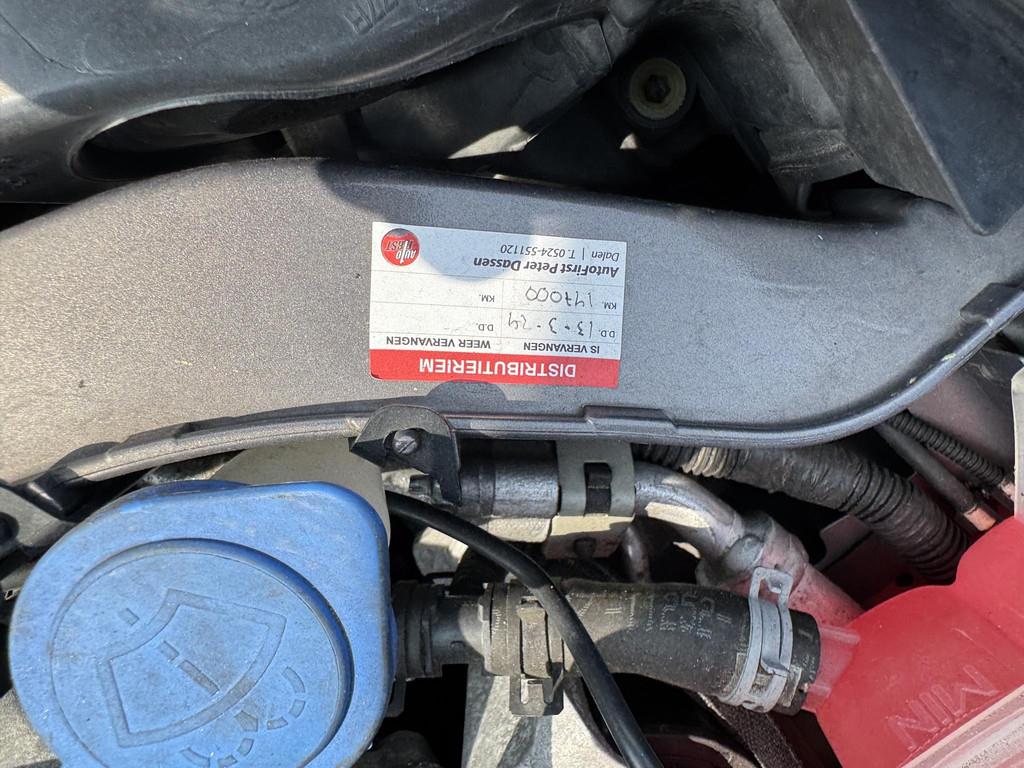 DISTRIBUTIERIEM
IS VERVANGEN WEER VERVANGEN
D.D. 13-3-24 D.D.
KM. 147000 KM.
AutoFirst Peter Dassen
Dalen | T. 0524-551120
AUTO FIRST
MIN